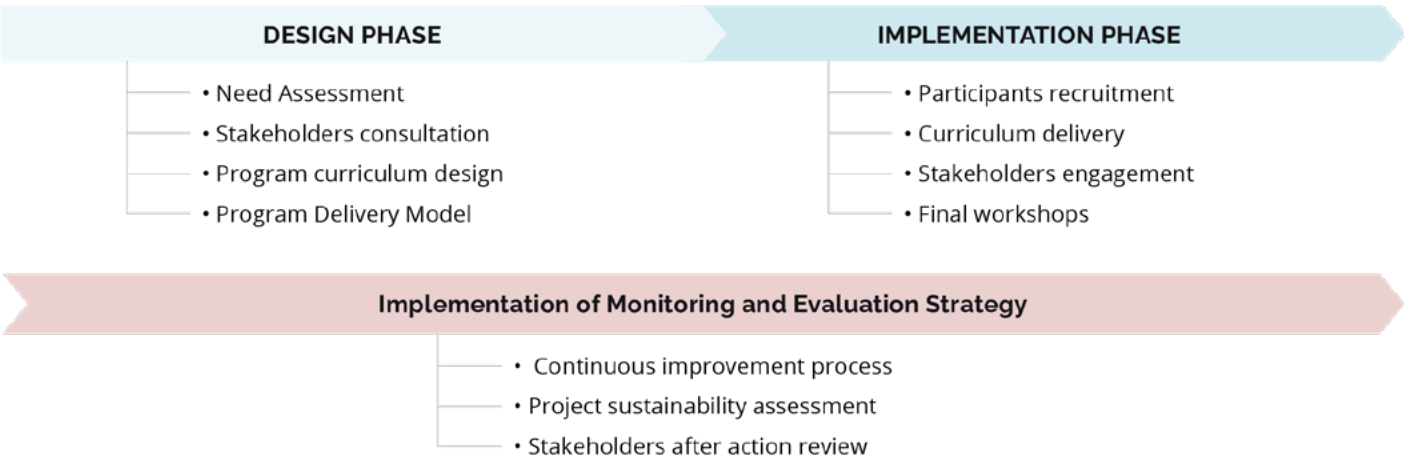 DESIGN PHASE
• Need Assessment
• Stakeholders consultation
• Program curriculum design
• Program Delivery Model
IMPLEMENTATION PHASE
• Participants recruitment
• Curriculum delivery
• Stakeholders engagement
• Final workshops
Implementation of Monitoring and Evaluation Strategy
• Continuous improvement process
• Project sustainability assessment
• Stakeholders after action review